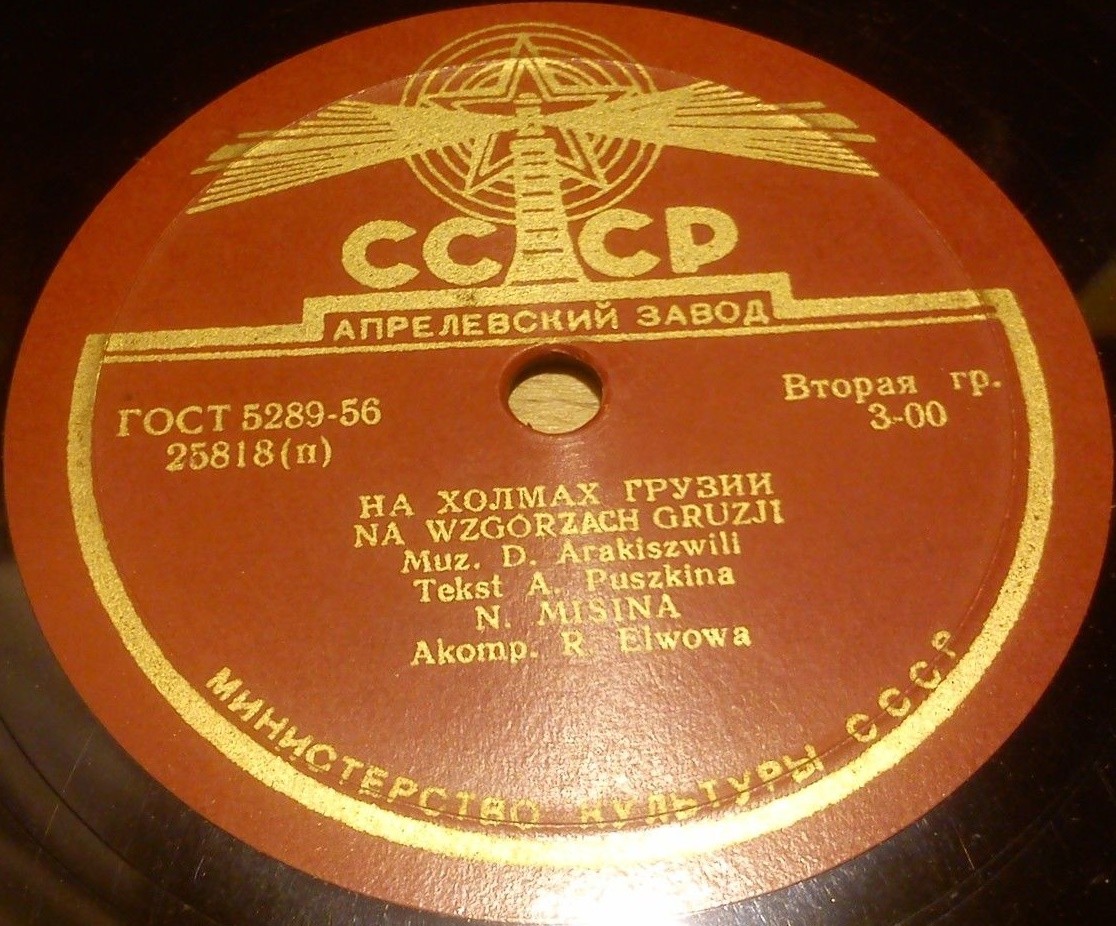 СССР
АПРЕЛЕВСКИЙ ЗАВОД
ГОСТ 5289-56
25818(п)
Вторая гр.
3-00
НА ХОЛМАХ ГРУЗИИ
NA WZGORZACH GRUZJI
Muz. D. Arakiszwili
Tekst A. Puszkina
N. MISINA
Akomp. R. Elwowa
МИНИСТЕРСТВО КУЛЬТУРЫ СССР